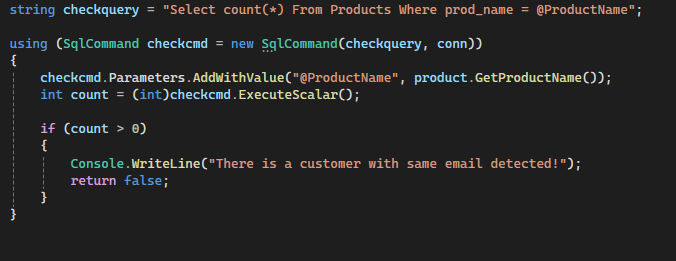 string checkquery = "Select count(*) From Products Where prod_name = @ProductName";
using (SqlCommand checkcmd = new SqlCommand(checkquery, conn))
{
checkcmd.Parameters.AddWithValue("@ProductName", product.GetProductName());
int count = (int)checkcmd.ExecuteScalar();
if (count > 0)
{
Console.WriteLine("There is a customer with same email detected!");
return false;
}
}